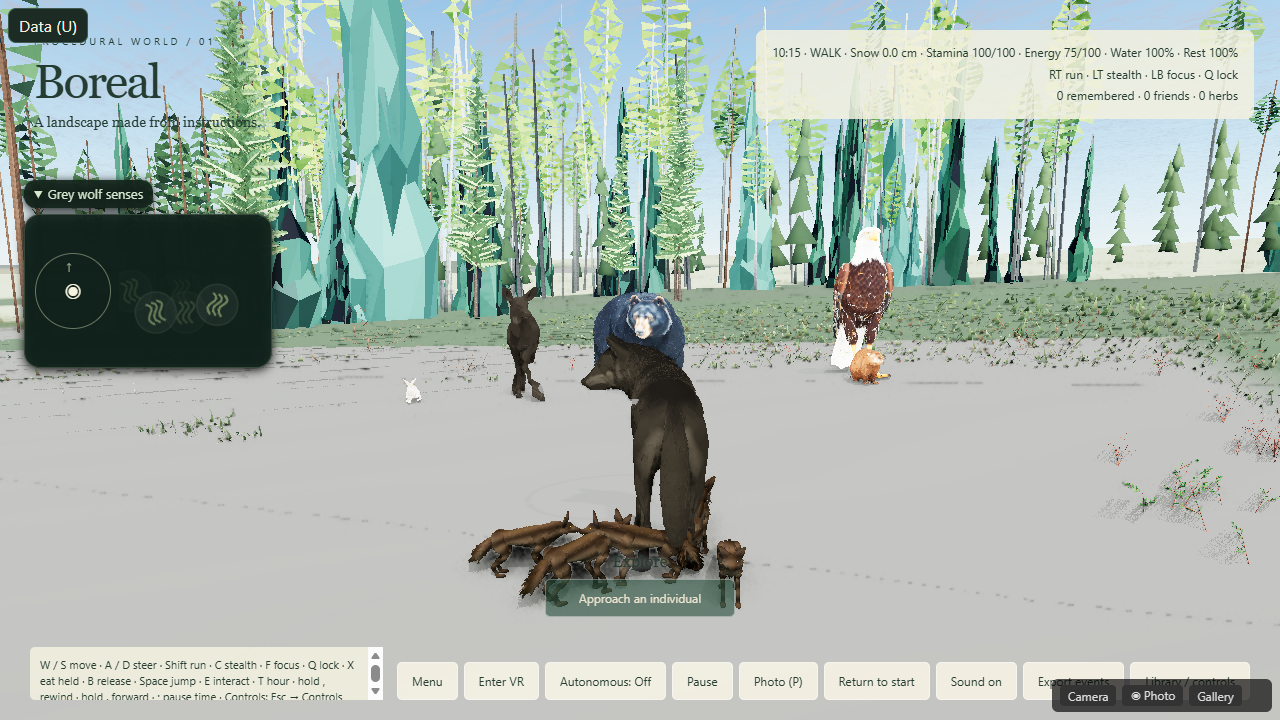 Data (U)
PROCEDURAL WORLD / 01
Boreal
A landscape made from instructions.
▼ Grey wolf senses
10:15 · WALK · Snow 0.0 cm · Stamina 100/100 · Energy 75/100 · Water 100% · Rest 100%
RT run · LT stealth · LB focus · Q lock
0 remembered · 0 friends · 0 herbs
Explore
Approach an individual
W / S move · A / D steer · Shift run · C stealth · F focus · Q lock · X
eat held · B release · Space jump · E interact · T hour · hold ,
rewind · hold . forward · ; pause time · Controls: Esc → Controls
Menu
Enter VR
Autonomous: Off
Pause
Photo (P)
Return to start
Sound on
Export events
Library / controls
Camera
◉ Photo
Gallery